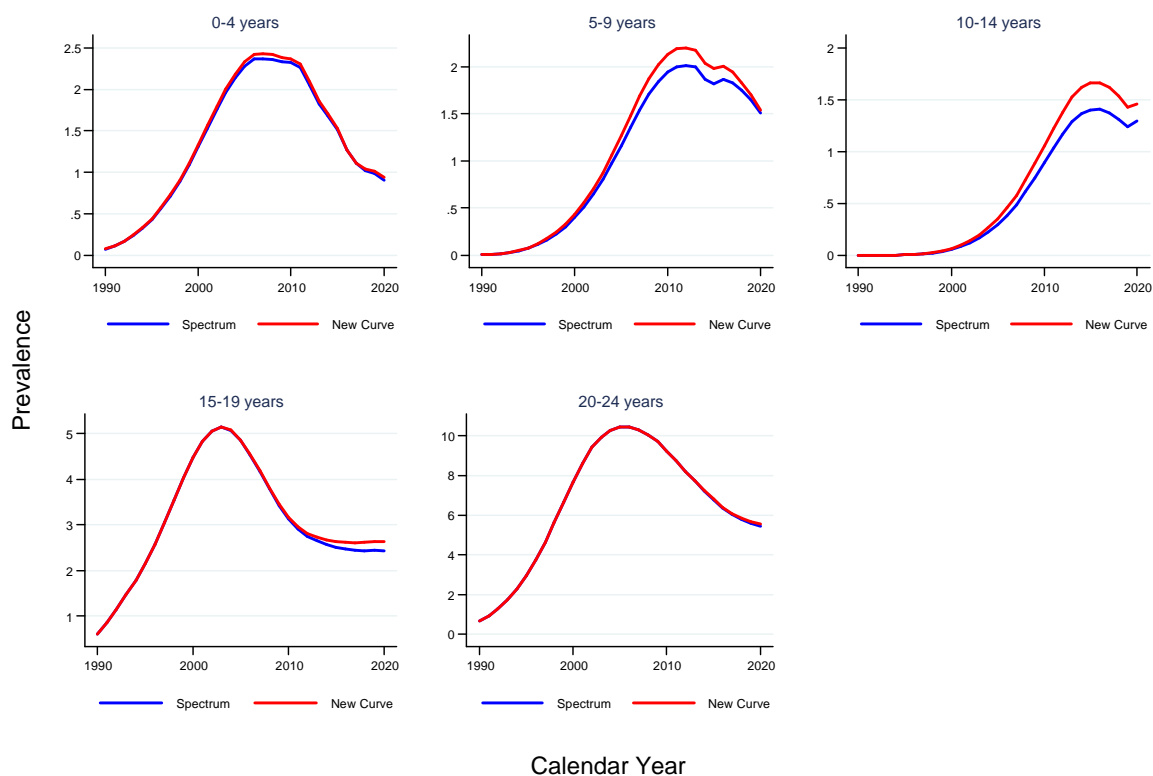 0-4 years
2.5
2
1.5
1
.5
0
1990 2000 2010 2020
Spectrum New Curve
5-9 years
2
1.5
1
.5
0
1990 2000 2010 2020
Spectrum New Curve
10-14 years
2
1.5
1
.5
0
1990 2000 2010 2020
Spectrum New Curve
Prevalence
15-19 years
5
4
3
2
1
1990 2000 2010 2020
Spectrum New Curve
20-24 years
10
8
6
4
2
0
1990 2000 2010 2020
Spectrum New Curve
Calendar Year